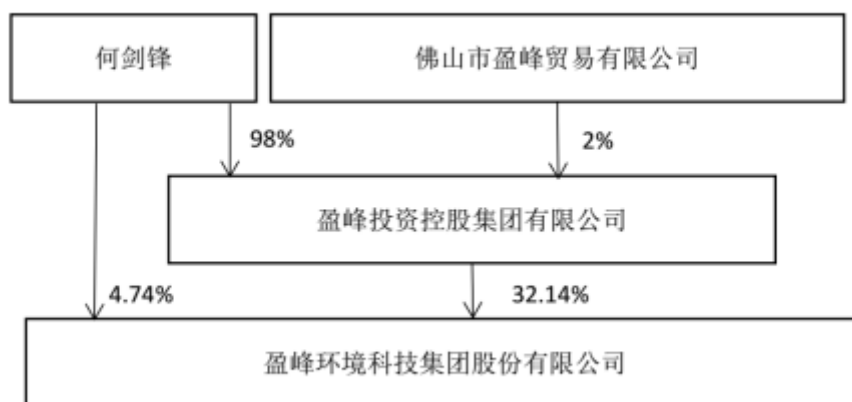 何剑锋
佛山市盈峰贸易有限公司
98%
2%
盈峰投资控股集团有限公司
4.74%
32.14%
盈峰环境科技集团股份有限公司